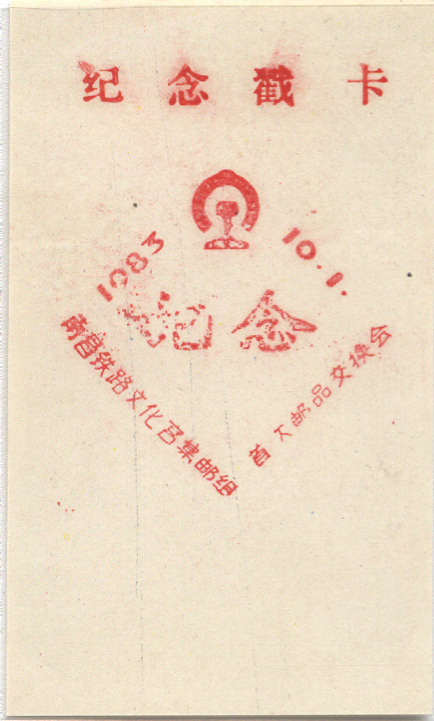 纪念戳卡
1983 10.1.
纪念
南昌铁路文化宫集邮组
首次邮品交换会